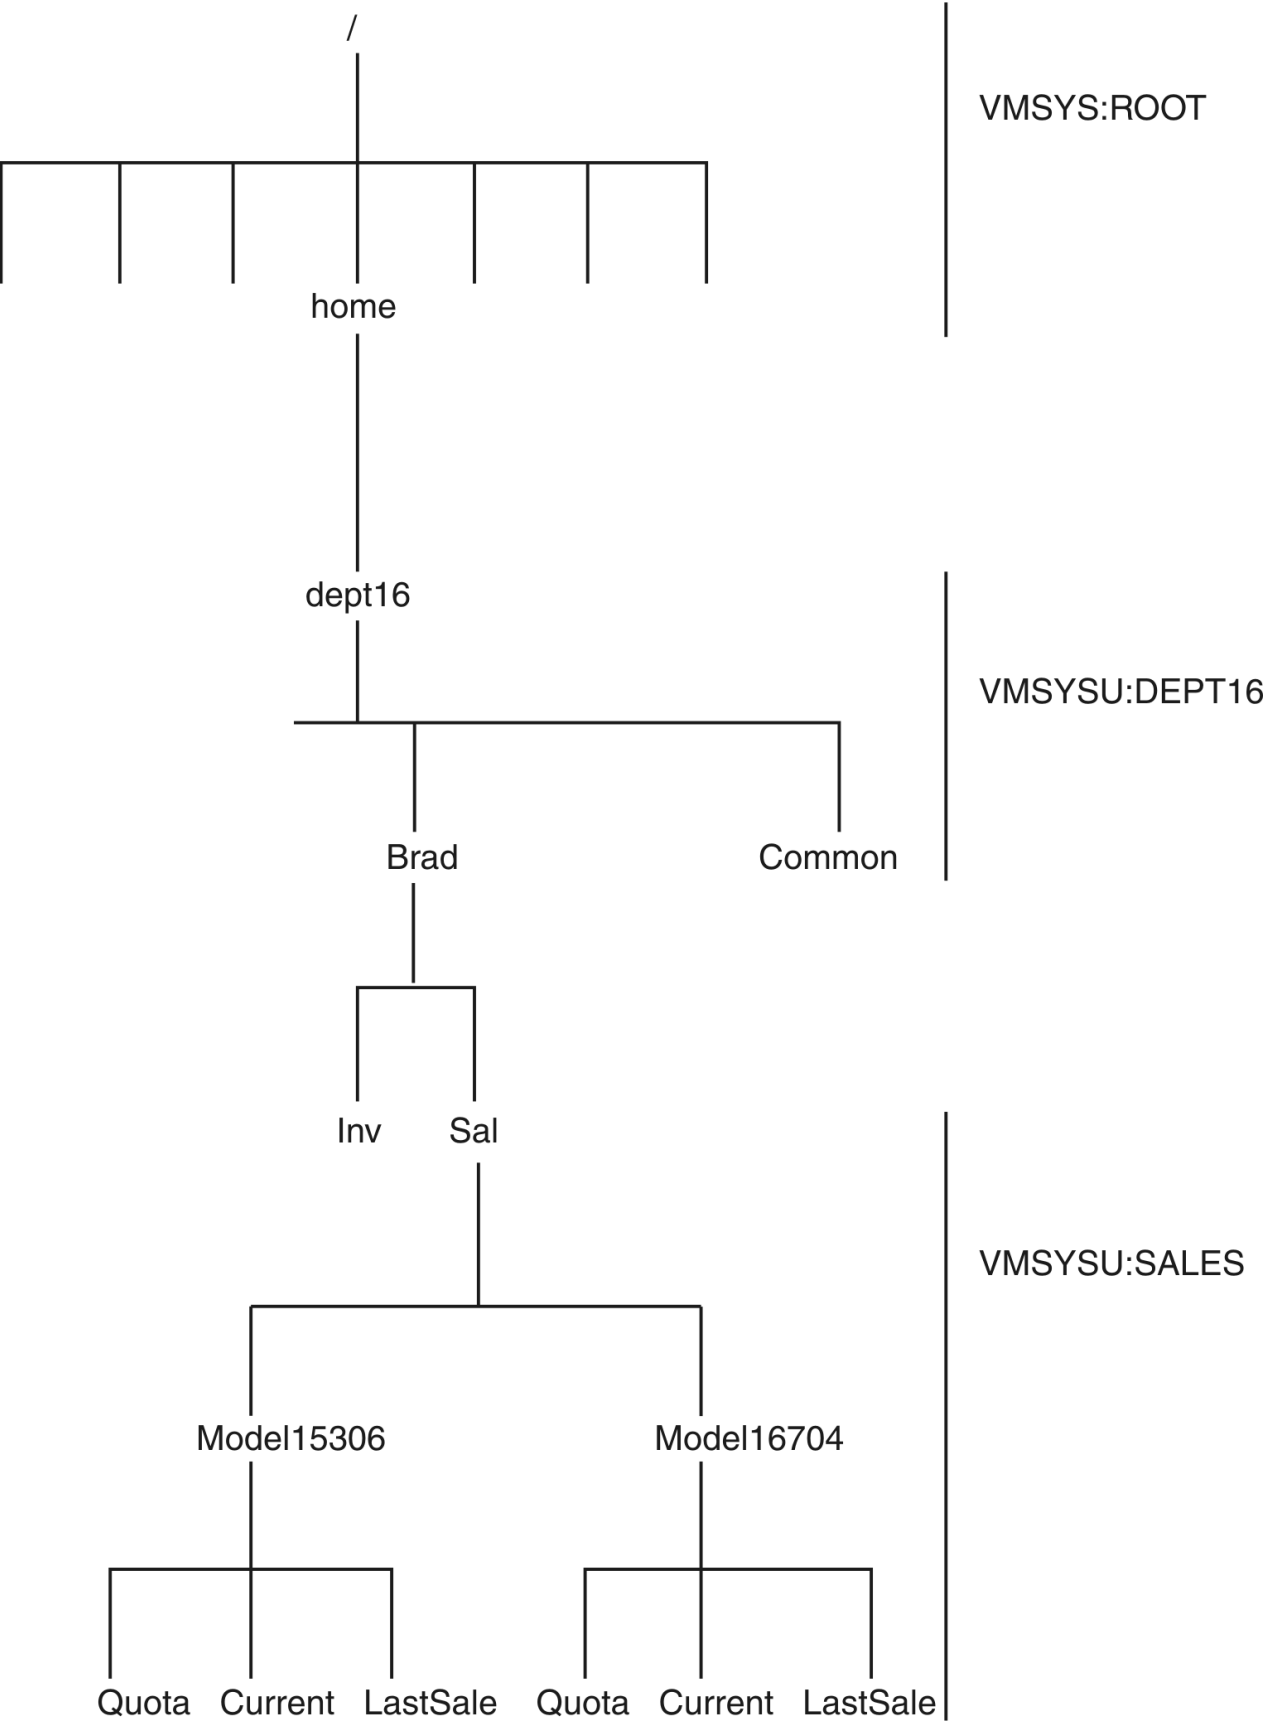 /
VMSYS:ROOT
home
dept16
VMSYSU:DEPT16
Brad Common
Inv Sal
VMSYSU:SALES
Model15306 Model16704
Quota Current LastSale Quota Current LastSale